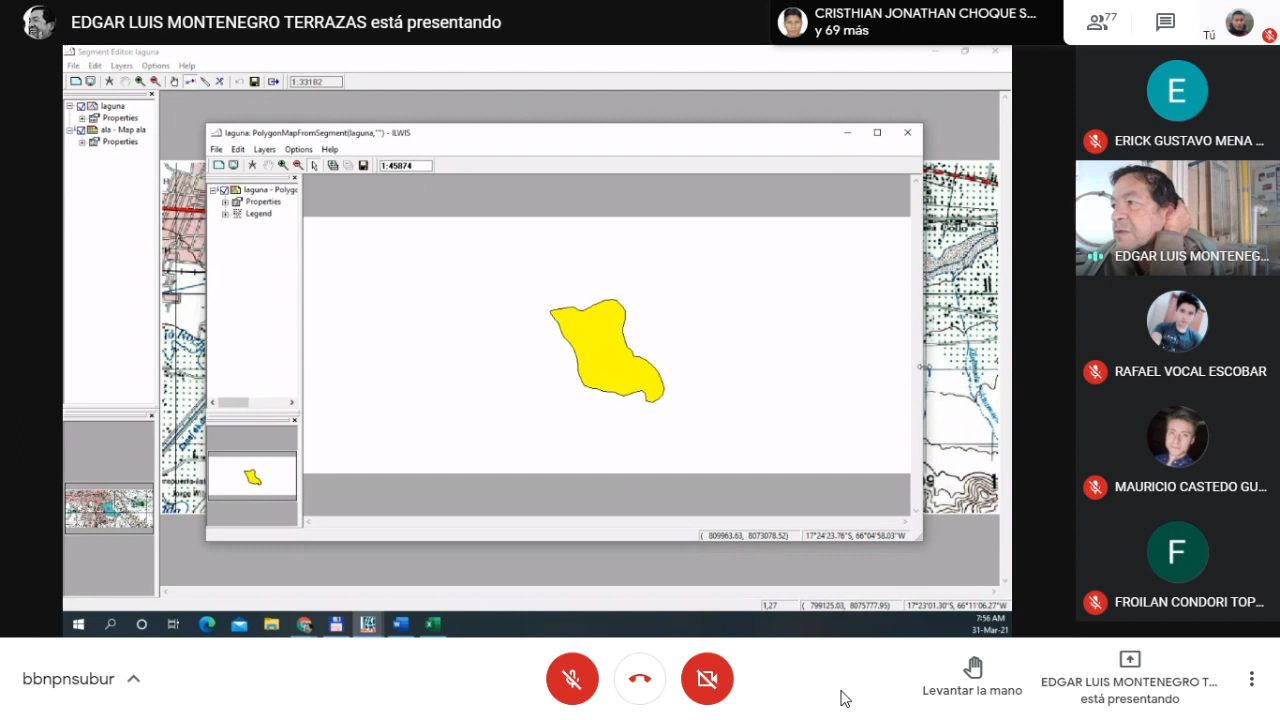 EDGAR LUIS MONTENEGRO TERRAZAS está presentando
CRISTHIAN JONATHAN CHOQUE S...
y 69 más
77
Tú
Segment Editor: laguna
File Edit Layers Options Help
1:33182
laguna
Properties
ala - Map ala
Properties
laguna: PolygonMapFromSegment(laguna,"") - ILWIS
File Edit Layers Options Help
1:45874
laguna - Polygo
Properties
Legend
( 809963.63, 8073078.52) 17°24'23.76"S, 66°04'58.03"W
1,27 ( 799125.03, 8075777.95) 17°23'01.30"S, 66°11'06.27"W
7:56 AM
31-Mar-21
E
ERICK GUSTAVO MENA ...
EDGAR LUIS MONTENEG...
RAFAEL VOCAL ESCOBAR
MAURICIO CASTEDO GU...
F
FROILAN CONDORI TOP...
bbnpnsubur
Levantar la mano
EDGAR LUIS MONTENEGRO T...
está presentando